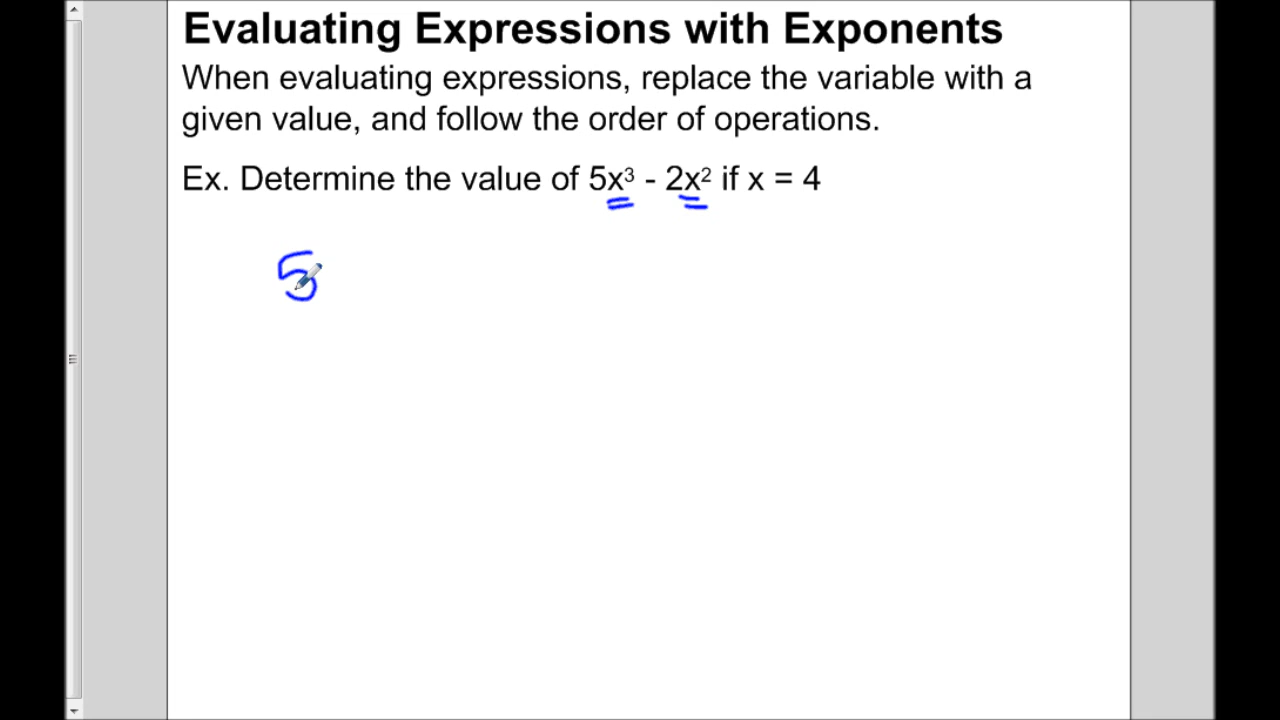 Evaluating Expressions with Exponents
When evaluating expressions, replace the variable with a
given value, and follow the order of operations.
Ex. Determine the value of 5x³ - 2x² if x = 4
5